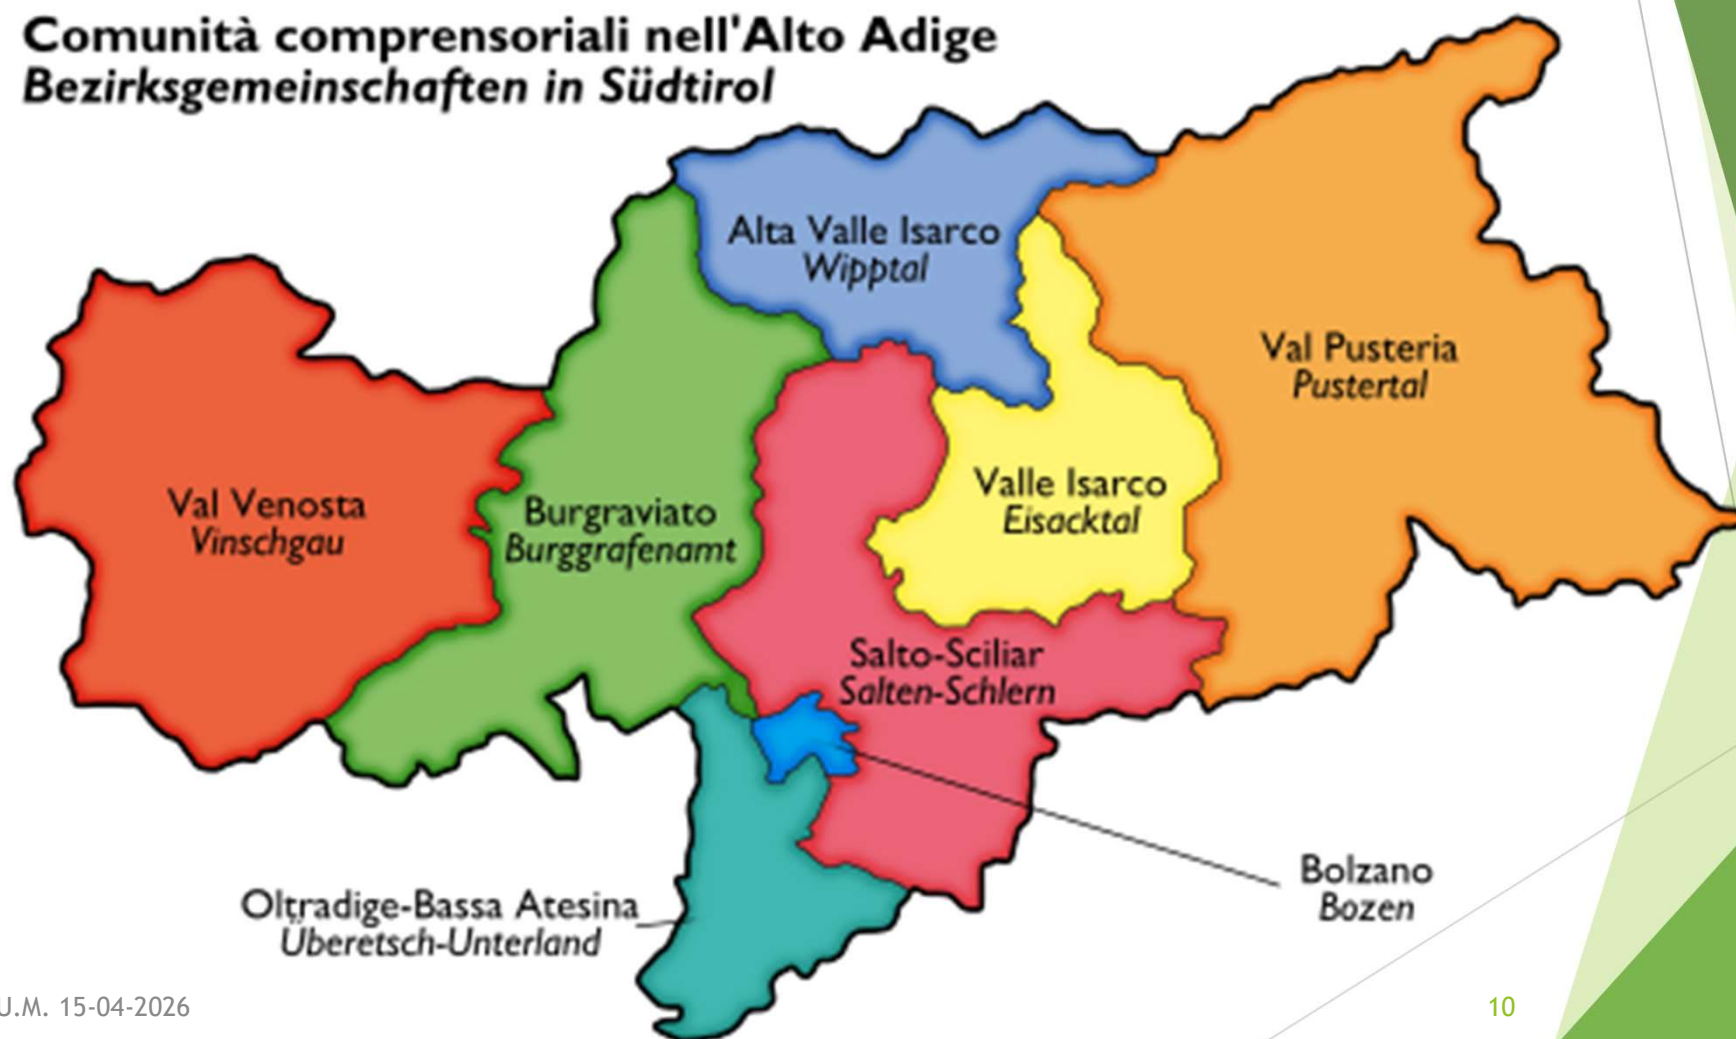 Comunità comprensoriali nell'Alto Adige
Bezirksgemeinschaften in Südtirol
Alta Valle Isarco
Wipptal
Val Pusteria
Pustertal
Valle Isarco
Eisacktal
Val Venosta
Vinschgau
Burgraviato
Burggrafenamt
Salto-Sciliar
Salten-Schlern
Bolzano
Bozen
Oltradige-Bassa Atesina
Überetsch-Unterland
U.M. 15-04-2026
10